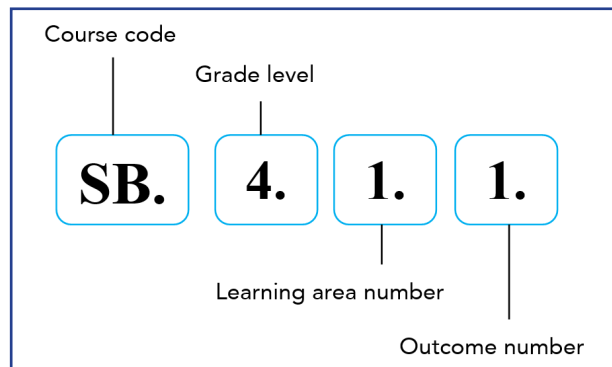 Course code
Grade level
SB. 4. 1. 1.
Learning area number
Outcome number